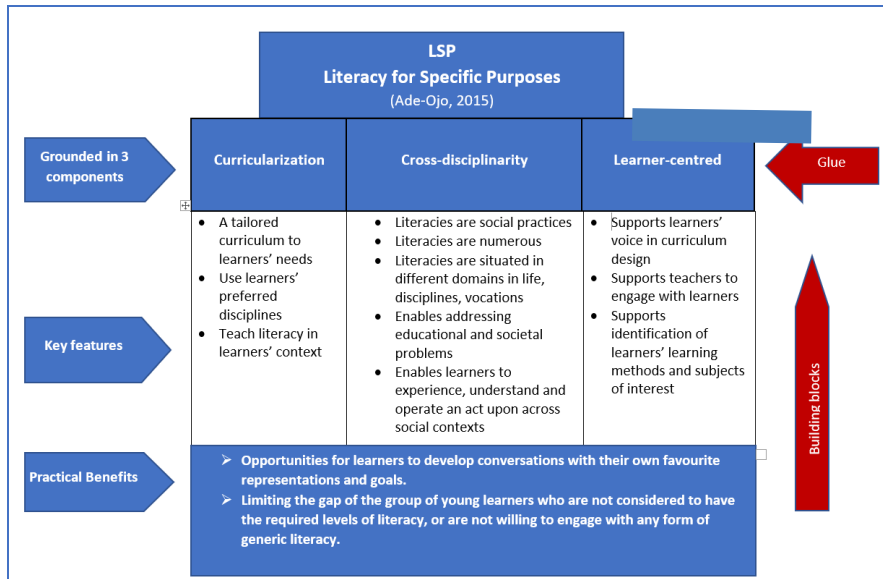 LSP
Literacy for Specific Purposes
(Ade-Ojo, 2015)
Grounded in 3
components
Curricularization
Cross-disciplinarity
Learner-centred
Glue
Key features
• A tailored
curriculum to
learners’ needs
• Use learners’
preferred
disciplines
• Teach literacy in
learners’ context
• Literacies are social practices
• Literacies are numerous
• Literacies are situated in
different domains in life,
disciplines, vocations
• Enables addressing
educational and societal
problems
• Enables learners to
experience, understand and
operate an act upon across
social contexts
• Supports learners’
voice in curriculum
design
• Supports teachers to
engage with learners
• Supports
identification of
learners’ learning
methods and subjects
of interest
Building blocks
Practical Benefits
➢ Opportunities for learners to develop conversations with their own favourite
representations and goals.
➢ Limiting the gap of the group of young learners who are not considered to have
the required levels of literacy, or are not willing to engage with any form of
generic literacy.